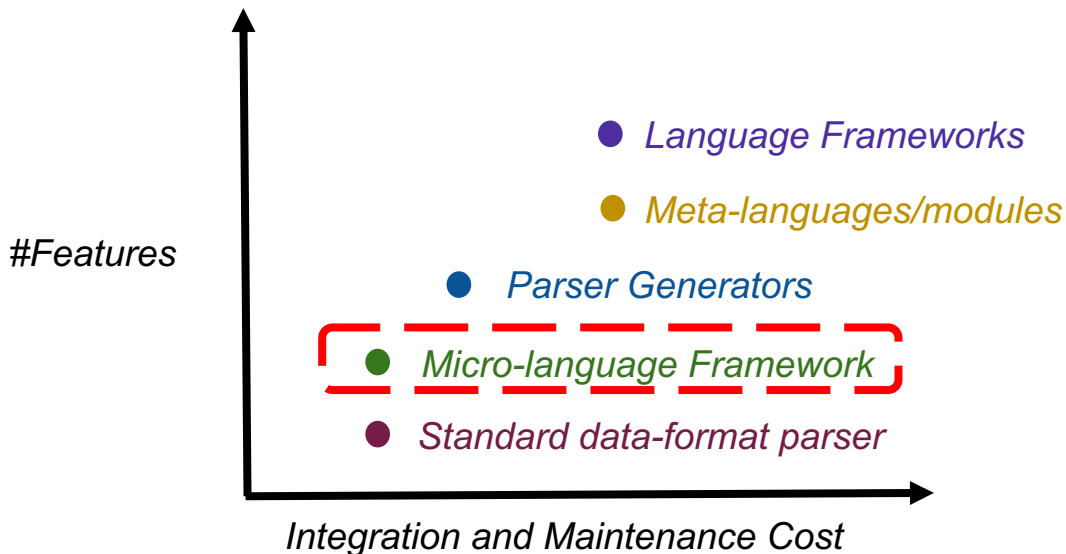 Language Frameworks
Meta-languages/modules
#Features
Parser Generators
Micro-language Framework
Standard data-format parser
Integration and Maintenance Cost